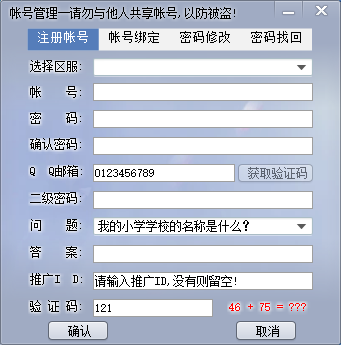 帐号管理—请勿与他人共享帐号,以防被盗!
注册帐号 帐号绑定 密码修改 密码找回
选择区服:
帐 号:
密 码:
确认密码:
Q Q邮箱: 0123456789 获取验证码
二级密码:
问 题: 我的小学学校的名称是什么?
答 案:
推广I D: 请输入推广ID,没有则留空!
验 证 码: 121 46 + 75 = ???
确认 取消